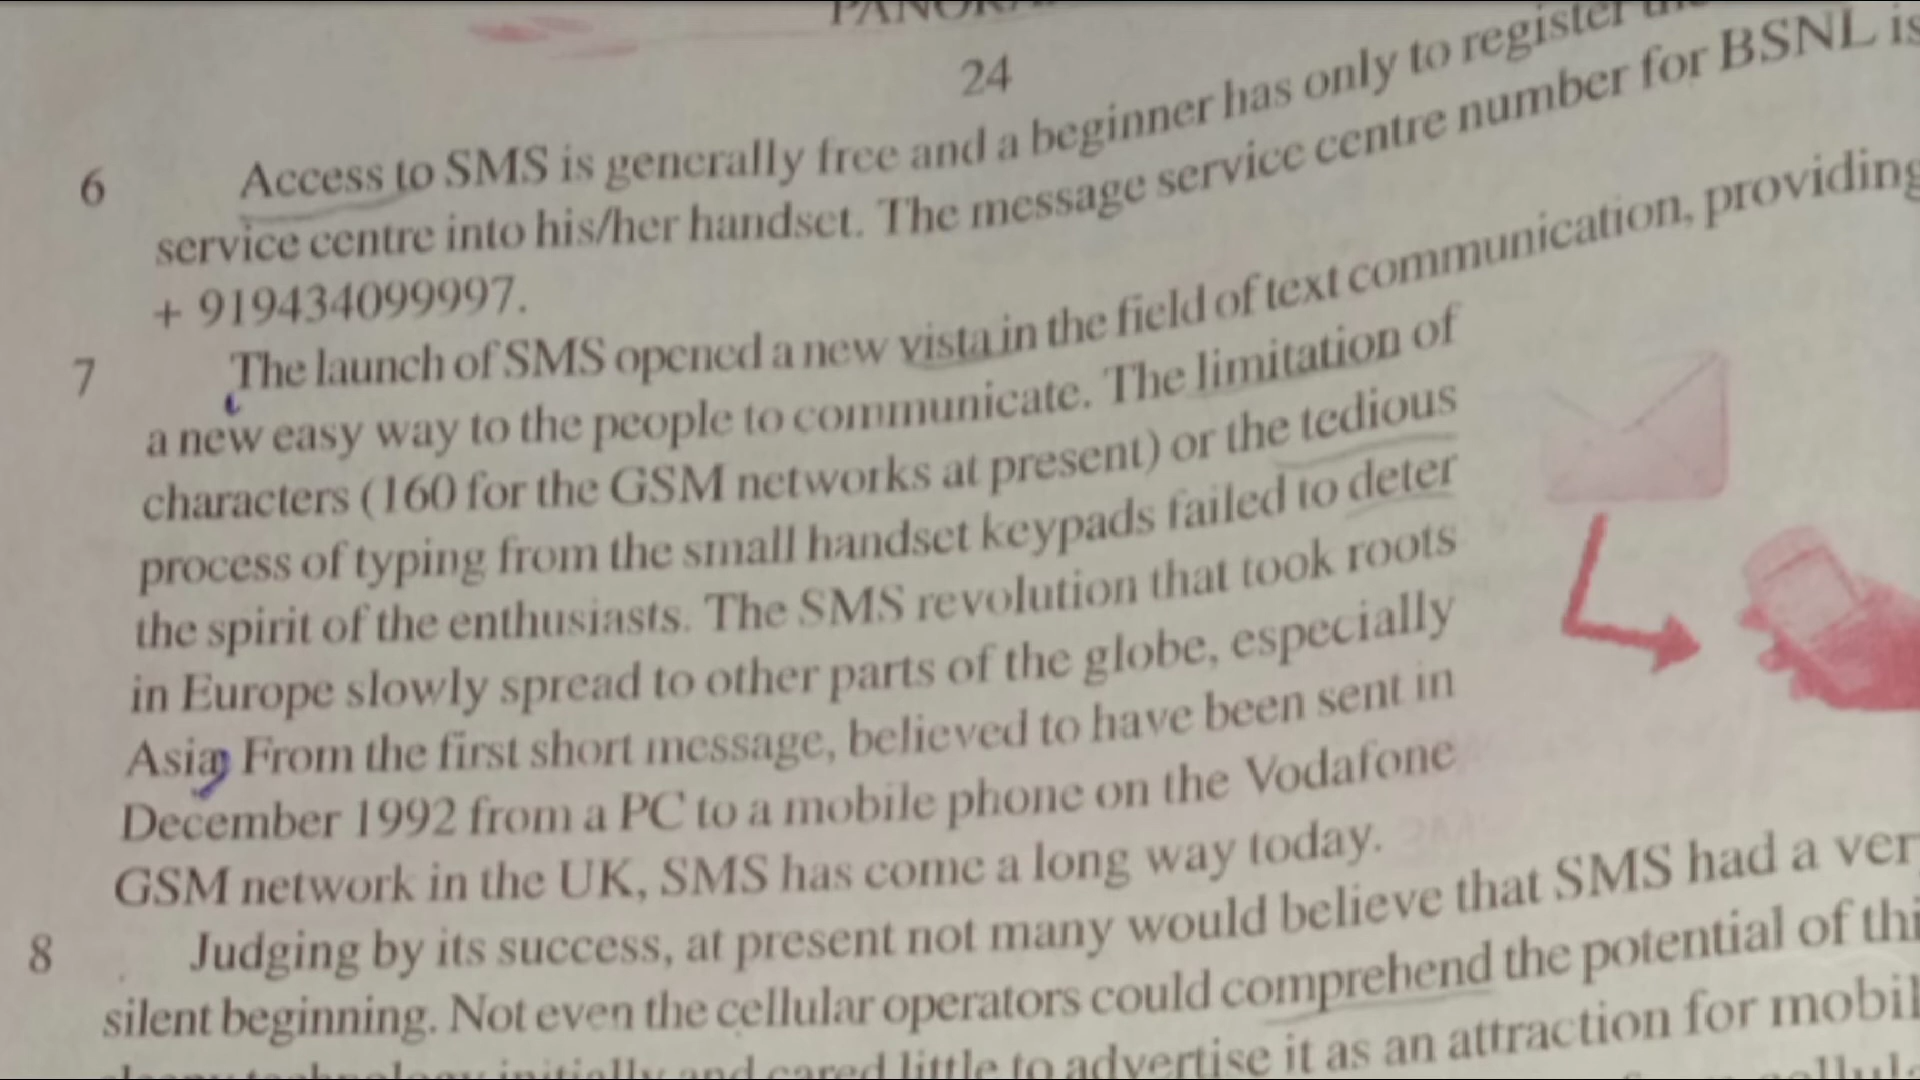 24
6 Access to SMS is generally free and a beginner has only to register
service centre into his/her handset. The message service centre number for BSNL is
+ 919434099997.
7 The launch of SMS opened a new vista in the field of text communication, providing
a new easy way to the people to communicate. The limitation of
characters (160 for the GSM networks at present) or the tedious
process of typing from the small handset keypads failed to deter
the spirit of the enthusiasts. The SMS revolution that took roots
in Europe slowly spread to other parts of the globe, especially
Asia, From the first short message, believed to have been sent in
December 1992 from a PC to a mobile phone on the Vodafone
GSM network in the UK, SMS has come a long way today.
8 Judging by its success, at present not many would believe that SMS had a
silent beginning. Not even the cellular operators could comprehend the potential of
technology initially and cared little to advertise it as an attraction for